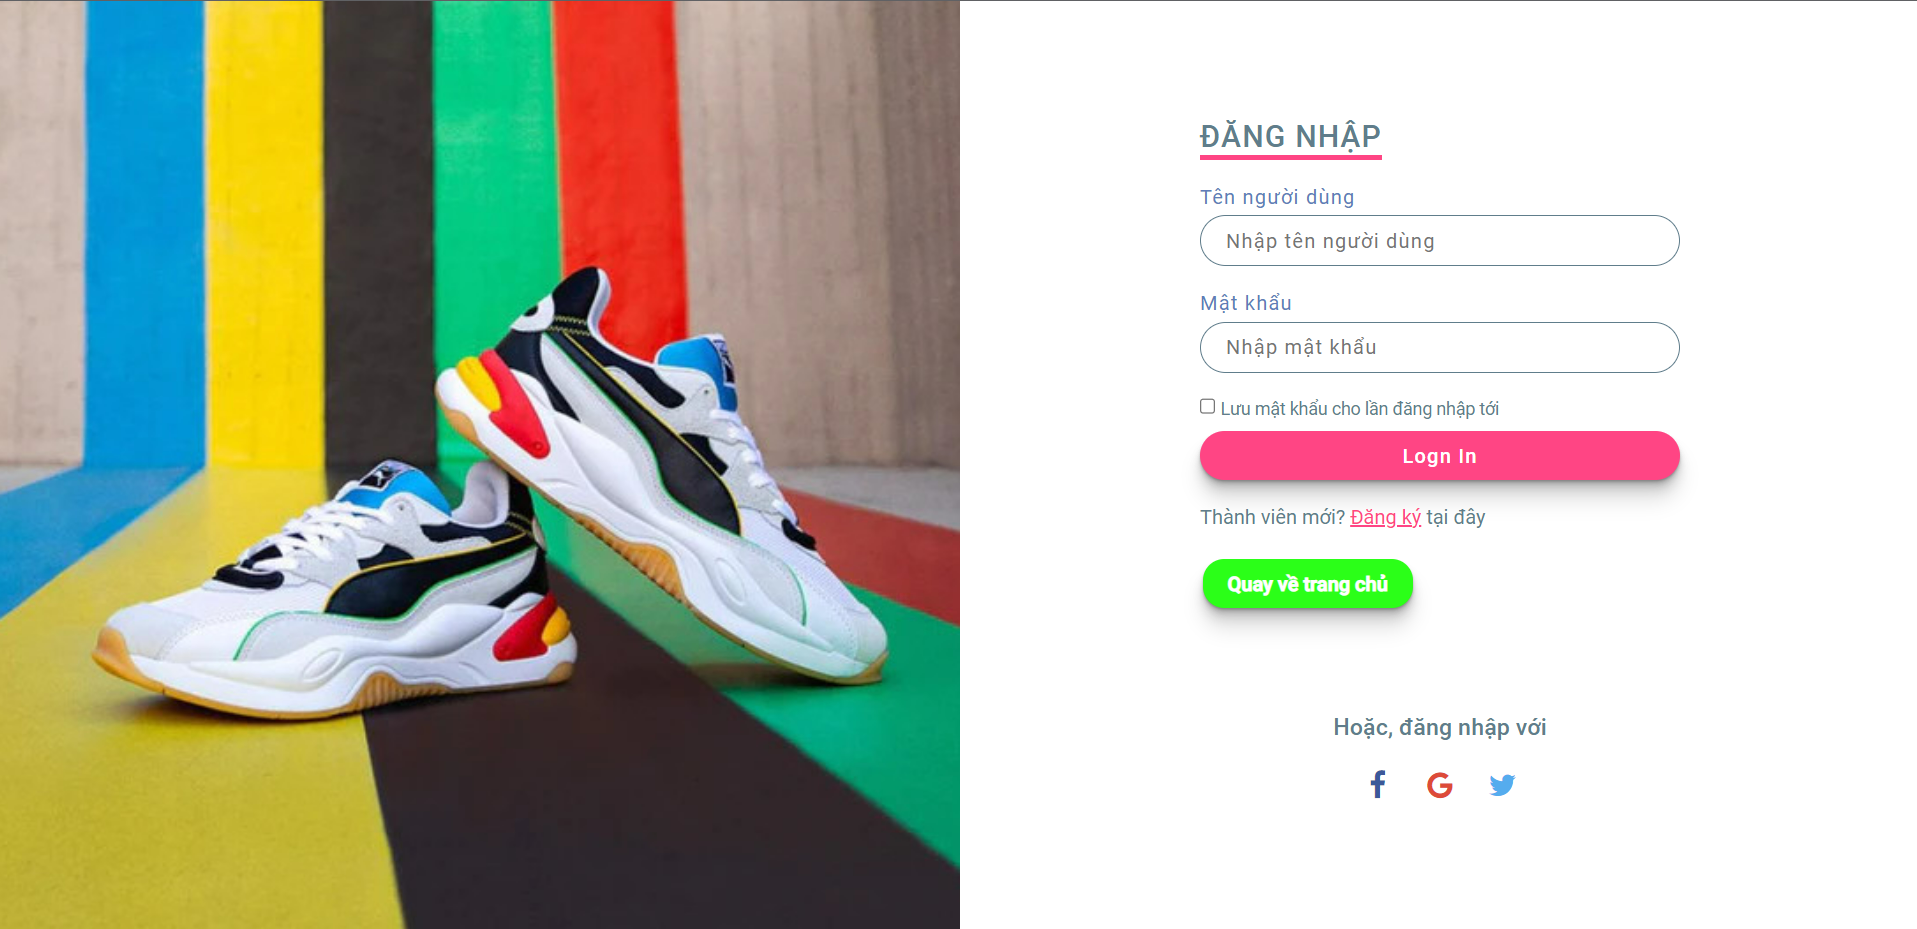 ĐĂNG NHẬP
Tên người dùng
Nhập tên người dùng
Mật khẩu
Nhập mật khẩu
Lưu mật khẩu cho lần đăng nhập tới
Logn In
Thành viên mới? Đăng ký tại đây
Quay về trang chủ
Hoặc, đăng nhập với